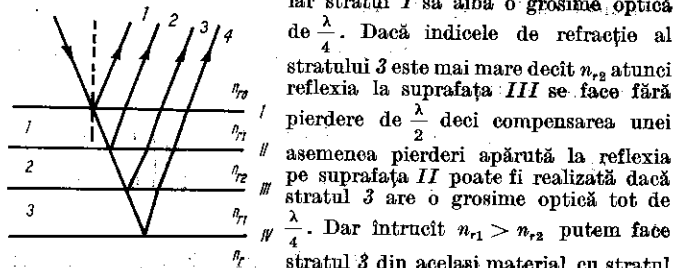 iar stratul 1 să aibă o grosime optică
de λ/4. Dacă indicele de refracție al
stratului 3 este mai mare decît n_r2 atunci
reflexia la suprafața III se face fără
pierdere de λ/2 deci compensarea unei
asemenea pierderi apărută la reflexia
pe suprafața II poate fi realizată dacă
stratul 3 are o grosime optică tot de
λ/4. Dar întrucît n_r1 > n_r2 putem face
stratul 3 din același material cu stratul
1 2 3 4
n_r0
I
1 n_r1
II
2 n_r2
III
3 n_r1
IV
n_r